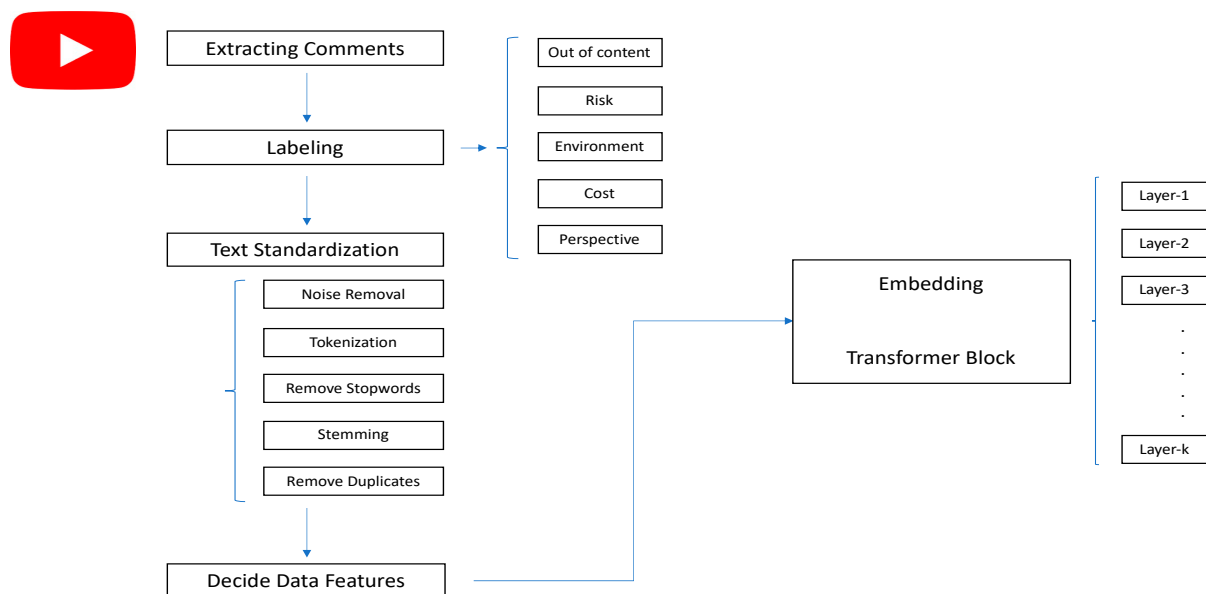 Extracting Comments
Labeling
Out of content
Risk
Environment
Cost
Perspective
Text Standardization
Noise Removal
Tokenization
Remove Stopwords
Stemming
Remove Duplicates
Decide Data Features
Embedding
Transformer Block
Layer-1
Layer-2
Layer-3
.
.
.
.
.
Layer-k